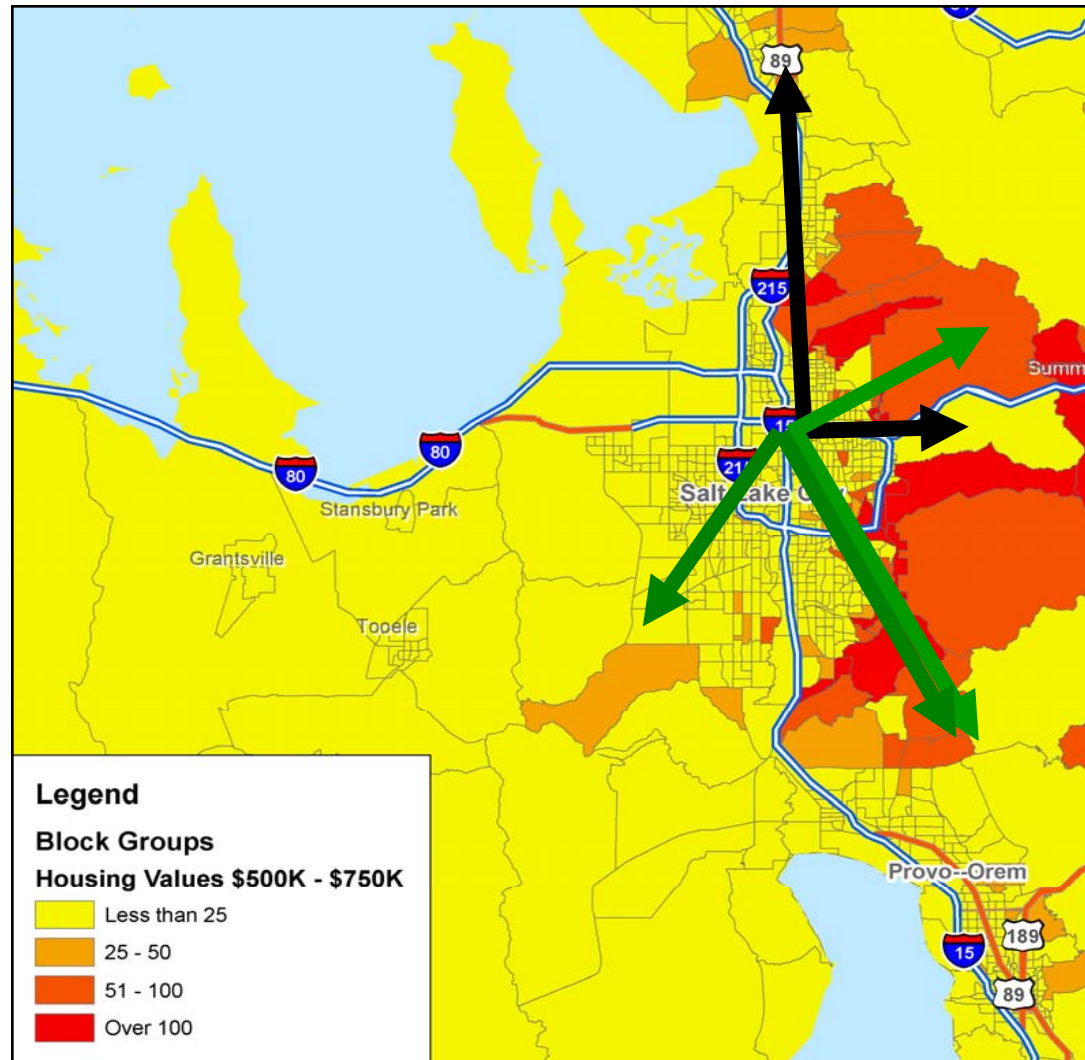 89
215
Summ
15
80
80
Stansbury Park
Salt Lake City
Grantsville
Tooele
Legend
Block Groups
Housing Values $500K - $750K
Less than 25
25 - 50
51 - 100
Over 100
Provo--Orem
189
15
89